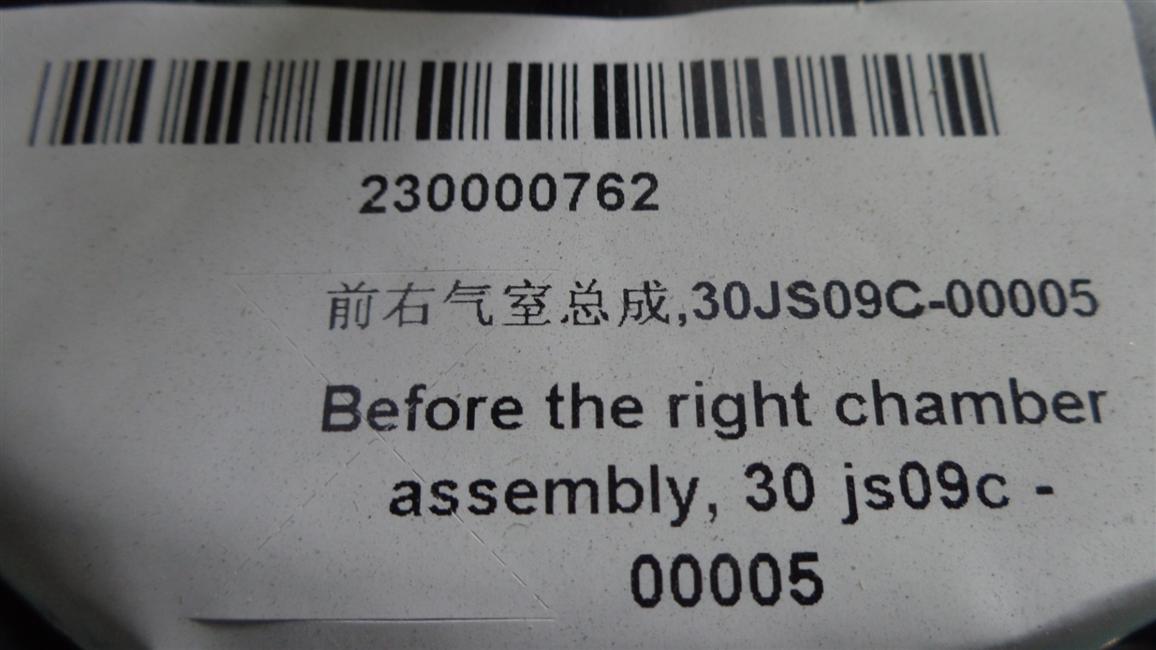 230000762
前右气室总成,30JS09C-00005
Before the right chamber
assembly, 30 js09c -
00005